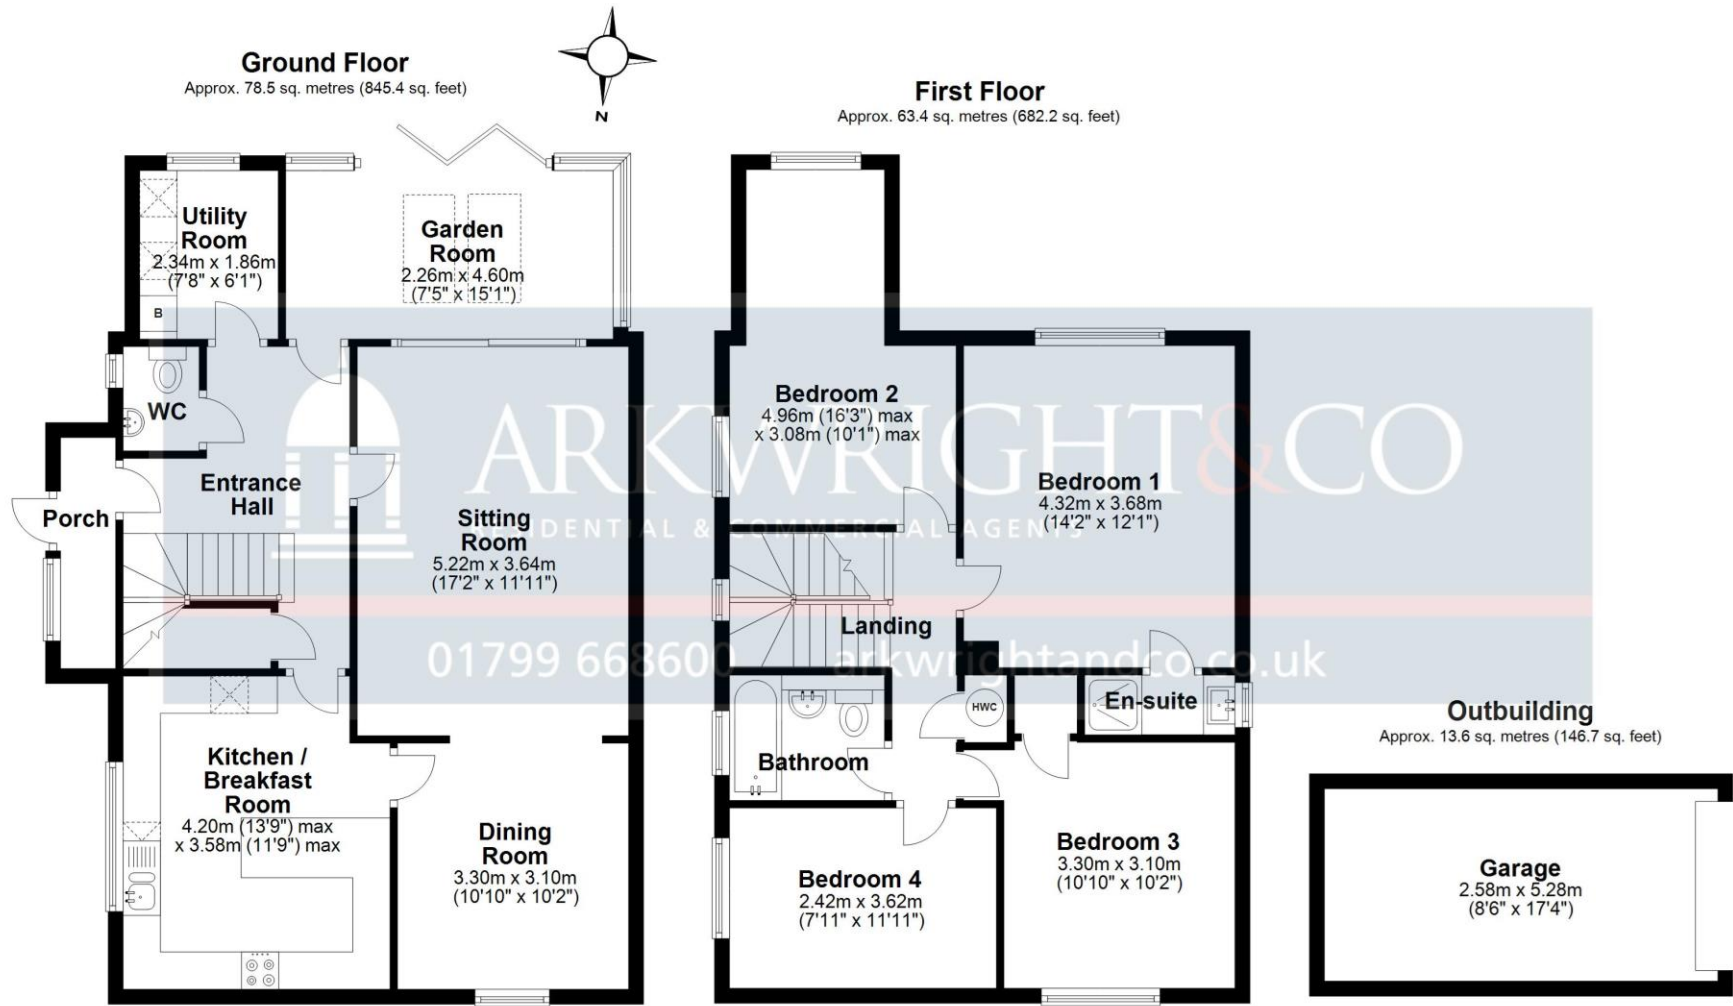 Ground Floor
Approx. 78.5 sq. metres (845.4 sq. feet)
N
First Floor
Approx. 63.4 sq. metres (682.2 sq. feet)
Utility
Room
2.34m x 1.86m
(7'8" x 6'1")
B
Garden
Room
2.26m x 4.60m
(7'5" x 15'1")
WC
Entrance
Hall
Porch
Sitting
Room
5.22m x 3.64m
(17'2" x 11'11")
Kitchen /
Breakfast
Room
4.20m (13'9") max
x 3.58m (11'9") max
Dining
Room
3.30m x 3.10m
(10'10" x 10'2")
Bedroom 2
4.96m (16'3") max
x 3.08m (10'1") max
Bedroom 1
4.32m x 3.68m
(14'2" x 12'1")
Landing
HWC
En-suite
Bathroom
Bedroom 4
2.42m x 3.62m
(7'11" x 11'11")
Bedroom 3
3.30m x 3.10m
(10'10" x 10'2")
Outbuilding
Approx. 13.6 sq. metres (146.7 sq. feet)
Garage
2.58m x 5.28m
(8'6" x 17'4")
ARKWRIGHT&CO
RESIDENTIAL & COMMERCIAL AGENTS
01799 668600 arkwrightandco.co.uk